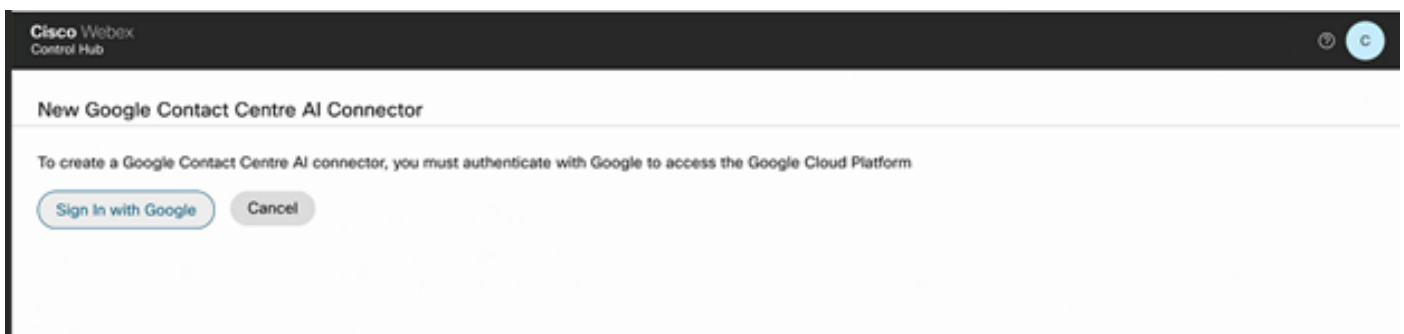 Cisco Webex
Control Hub
C
New Google Contact Centre AI Connector
To create a Google Contact Centre AI connector, you must authenticate with Google to access the Google Cloud Platform
Sign In with Google
Cancel